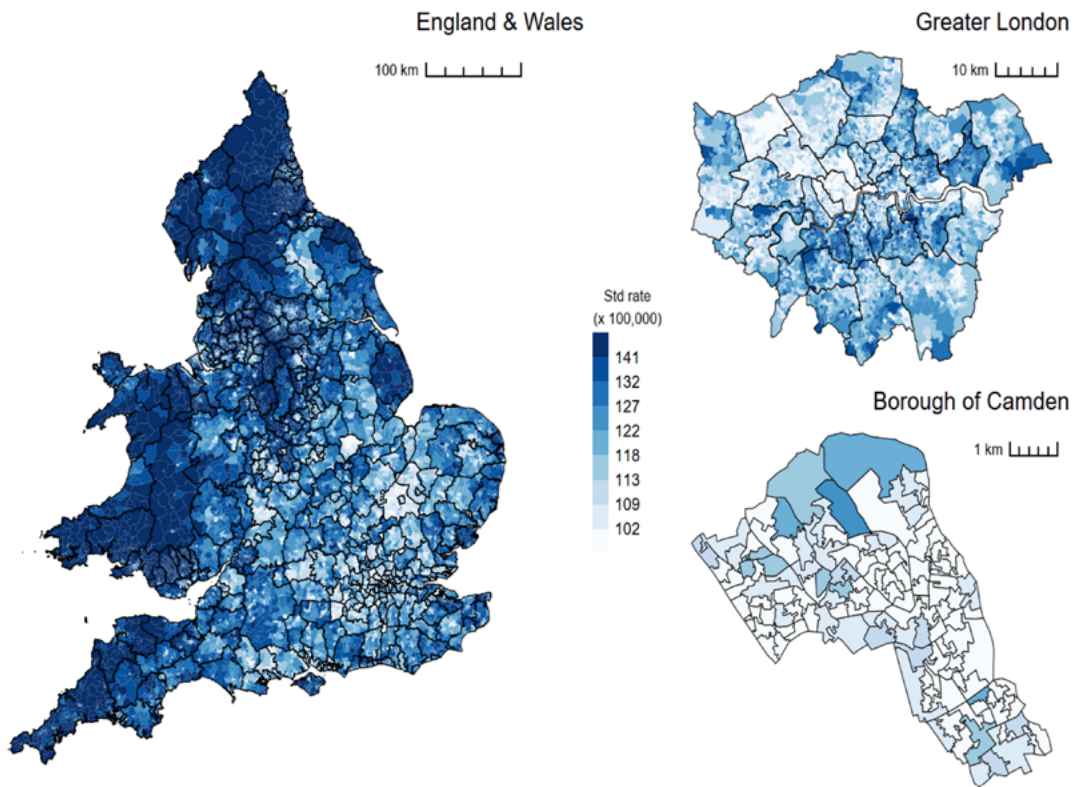 England & Wales
100 km
Greater London
10 km
Std rate
(x 100,000)
141
132
127
122
118
113
109
102
Borough of Camden
1 km